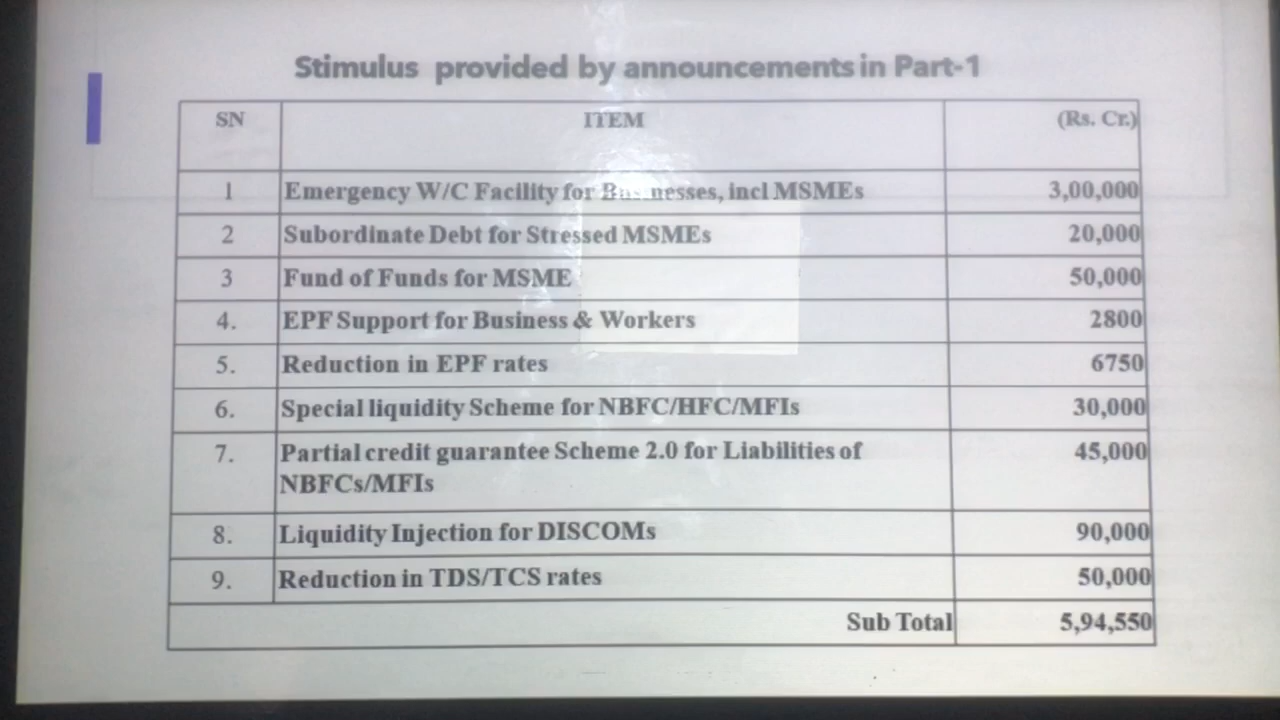 Stimulus provided by announcements in Part-1
SN ITEM (Rs. Cr.)
1 Emergency W/C Facility for Businesses, incl MSMEs 3,00,000
2 Subordinate Debt for Stressed MSMEs 20,000
3 Fund of Funds for MSME 50,000
4. EPF Support for Business & Workers 2800
5. Reduction in EPF rates 6750
6. Special liquidity Scheme for NBFC/HFC/MFIs 30,000
7. Partial credit guarantee Scheme 2.0 for Liabilities of 45,000
NBFCs/MFIs
8. Liquidity Injection for DISCOMs 90,000
9. Reduction in TDS/TCS rates 50,000
Sub Total 5,94,550